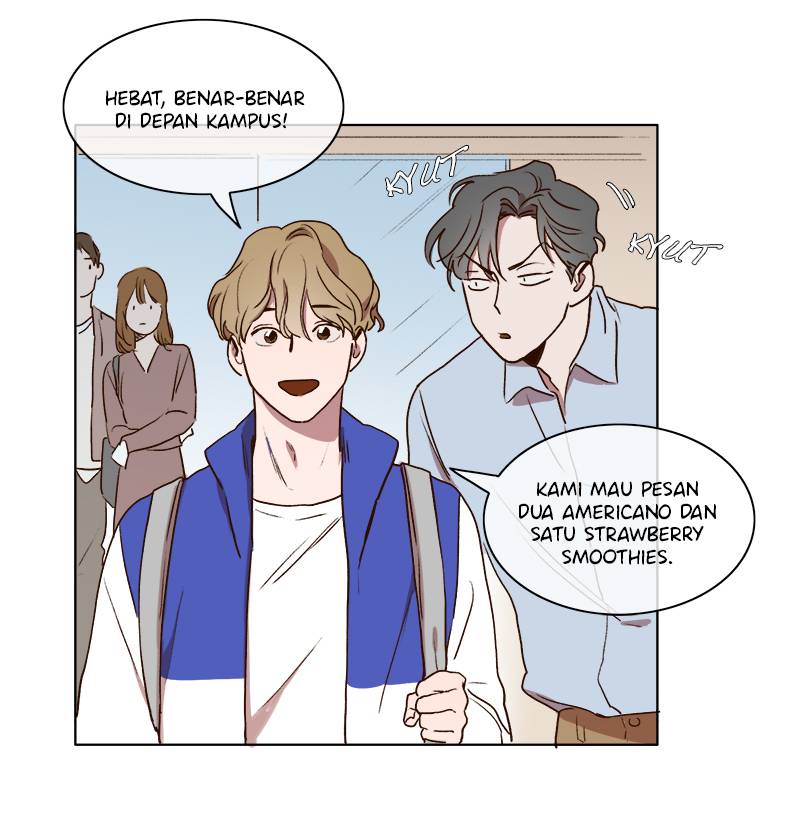 HEBAT, BENAR-BENAR
DI DEPAN KAMPUS!
KYUT
KYUT
KAMI MAU PESAN
DUA AMERICANO DAN
SATU STRAWBERRY
SMOOTHIES.